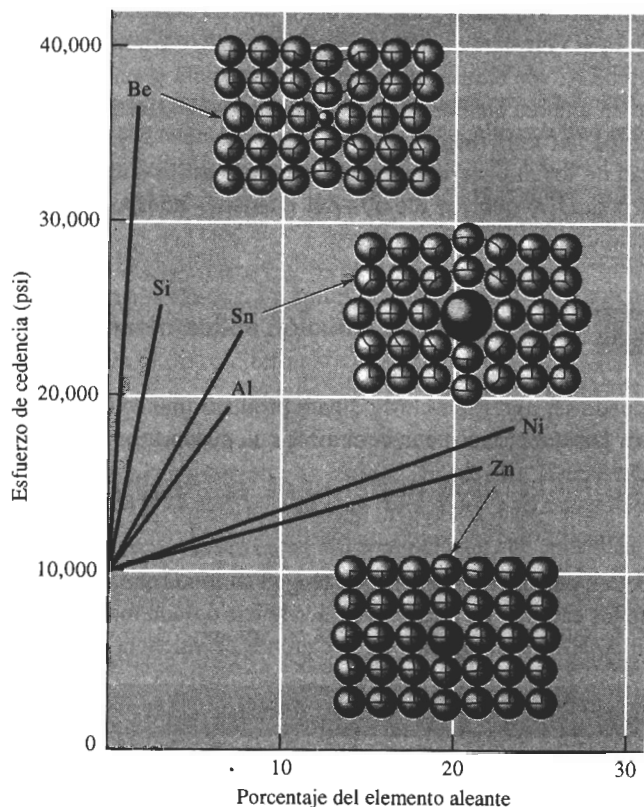 40,000
Be
30,000
Si
Sn
Al
20,000
Ni
Zn
10,000
0
10
20
30
Esfuerzo de cedencia (psi)
Porcentaje del elemento aleante